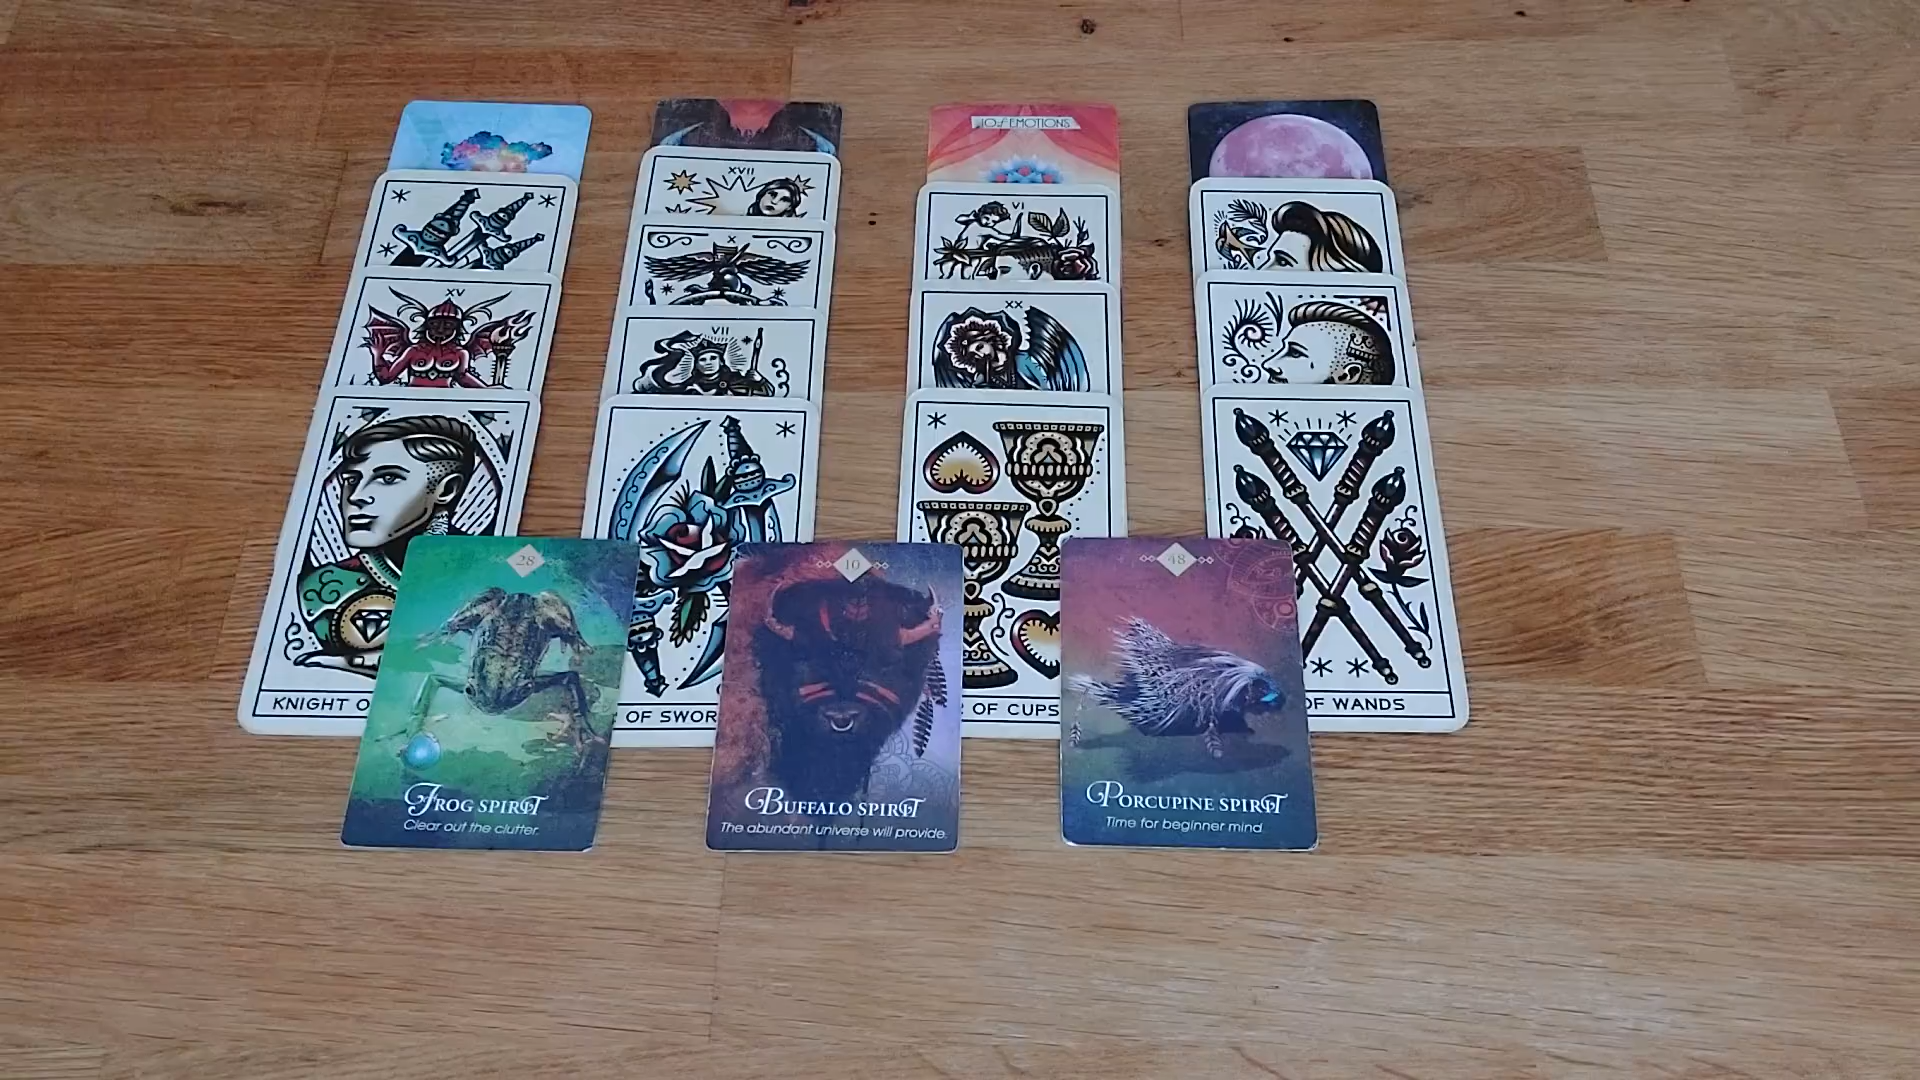 10 of EMOTIONS
XVII
VI
X
XV
XX
VII
KNIGHT O
OF SWOR
OF CUPS
OF WANDS
28
10
48
FROG SPIRIT
Clear out the clutter.
BUFFALO SPIRIT
The abundant universe will provide.
PORCUPINE SPIRIT
Time for beginner mind.